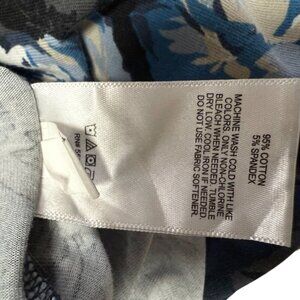 95% COTTON
5% SPANDEX
MACHINE WASH COLD WITH LIKE
COLORS. ONLY NON-CHLORINE
BLEACH WHEN NEEDED. TUMBLE
DRY LOW. COOL IRON IF NEEDED.
DO NOT USE FABRIC SOFTENER.
RN#